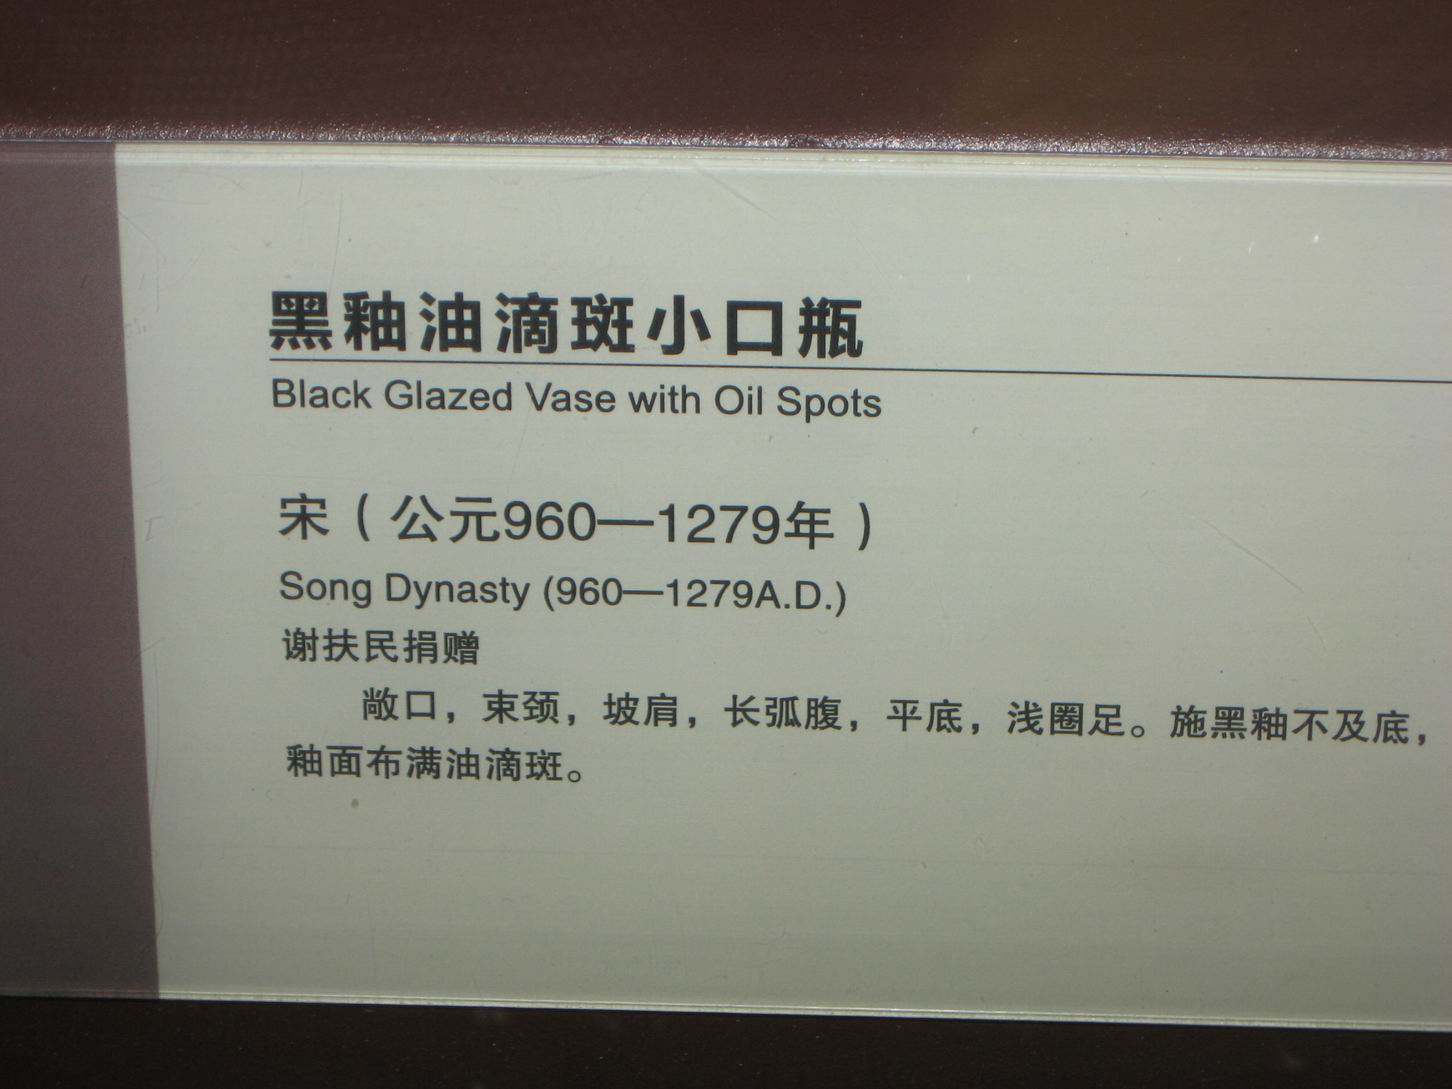 黑釉油滴斑小口瓶
Black Glazed Vase with Oil Spots
宋（公元960—1279年）
Song Dynasty (960—1279A.D.)
谢扶民捐赠
敞口，束颈，坡肩，长弧腹，平底，浅圈足。施黑釉不及底，
釉面布满油滴斑。